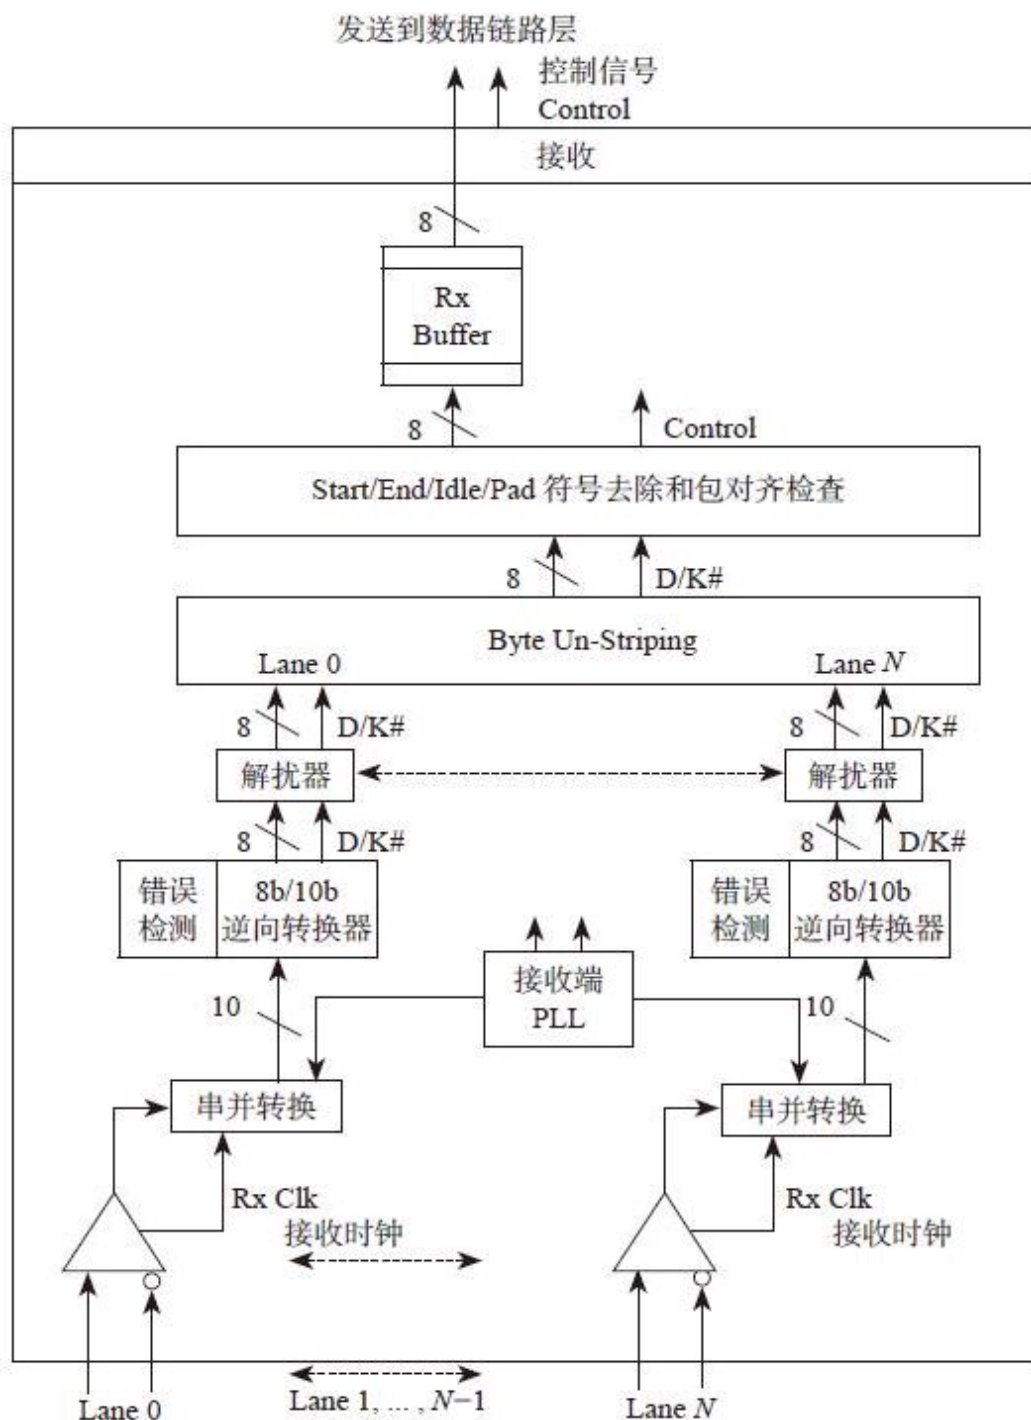 发送到数据链路层
控制信号
Control
接收
8
Rx
Buffer
8
Control
Start/End/Idle/Pad 符号去除和包对齐检查
8
D/K#
Byte Un-Striping
Lane 0
Lane N
8
D/K#
8
D/K#
解扰器
解扰器
8
D/K#
8
D/K#
错误
检测
8b/10b
逆向转换器
错误
检测
8b/10b
逆向转换器
接收端
PLL
10
10
串并转换
串并转换
Rx Clk
接收时钟
Rx Clk
接收时钟
Lane 0
Lane 1, ... , N−1
Lane N